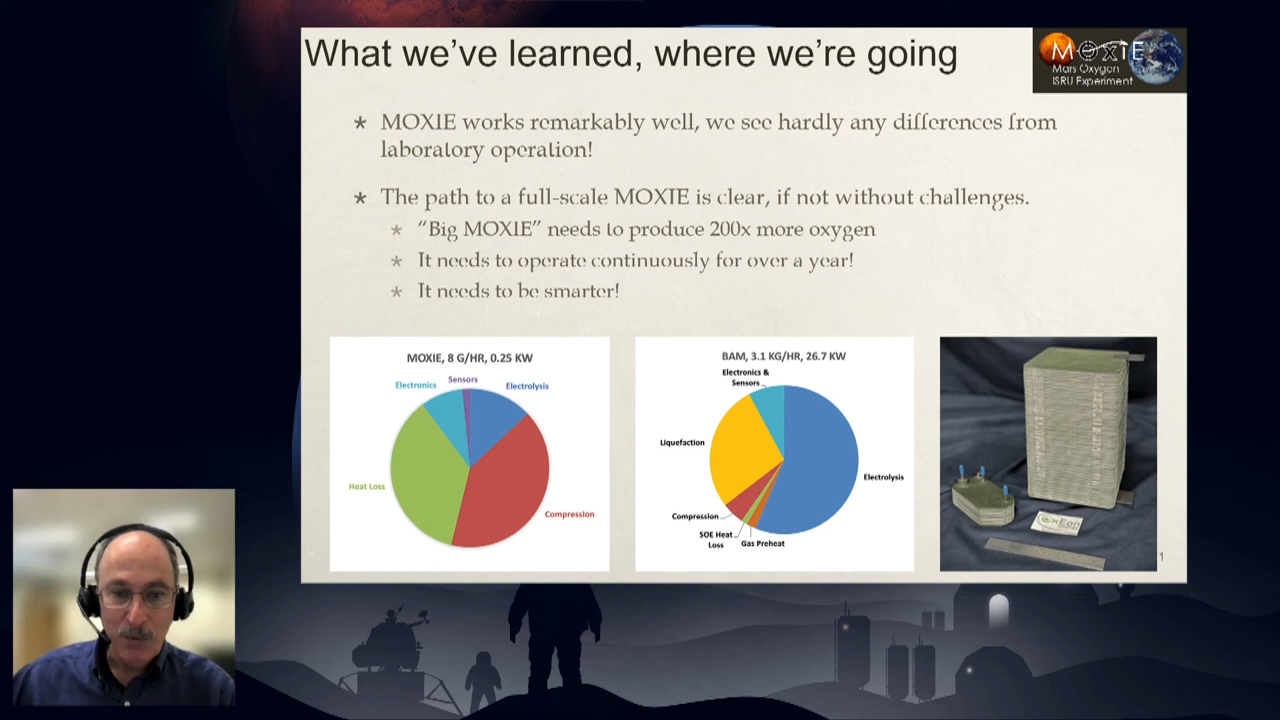 What we've learned, where we're going
MOXIE
Mars Oxygen
ISRU Experiment
* MOXIE works remarkably well, we see hardly any differences from
laboratory operation!
* The path to a full-scale MOXIE is clear, if not without challenges.
* "Big MOXIE" needs to produce 200x more oxygen
* It needs to operate continuously for over a year!
* It needs to be smarter!
MOXIE, 8 G/HR, 0.25 KW
Electronics
Sensors
Electrolysis
Heat Loss
Compression
BAM, 3.1 KG/HR, 26.7 KW
Electronics &
Sensors
Liquefaction
Electrolysis
Compression
SOE Heat
Loss
Gas Preheat
OxEon
1